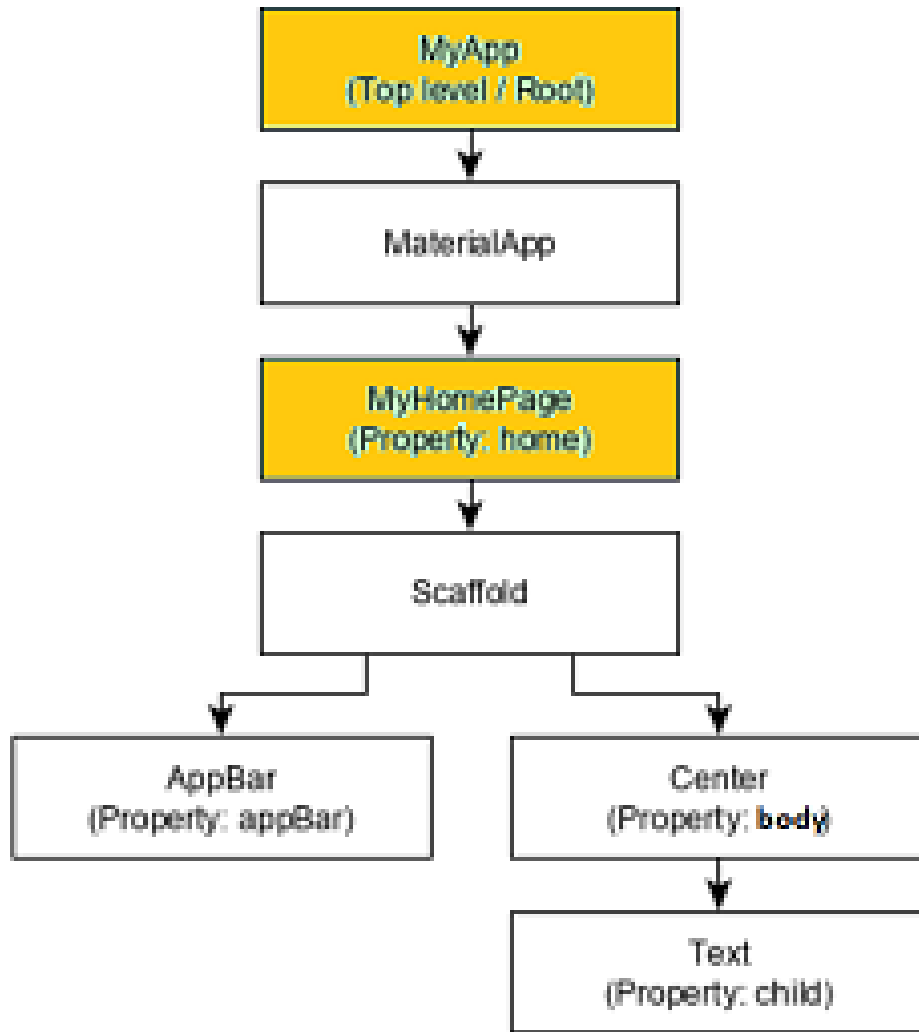 MyApp
(Top level / Root)
MaterialApp
MyHomePage
(Property: home)
Scaffold
AppBar
(Property: appBar)
Center
(Property: body)
Text
(Property: child)